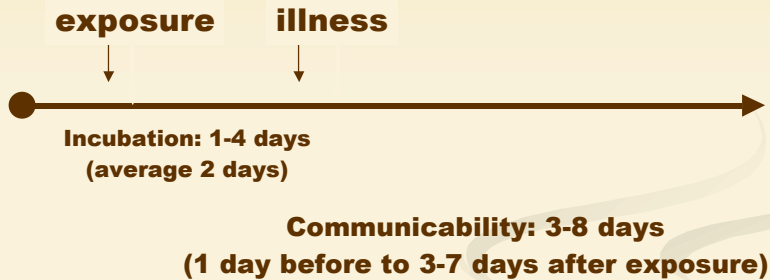 exposure illness
Incubation: 1-4 days
(average 2 days)
Communicability: 3-8 days
(1 day before to 3-7 days after exposure)